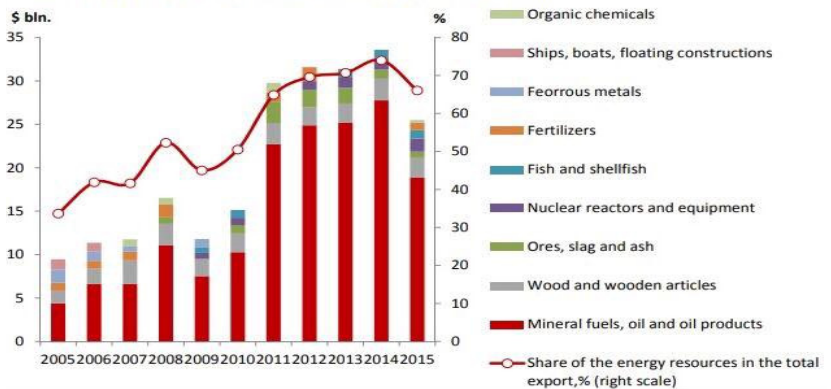 $ bln.
%
35
30
25
20
15
10
5
0
80
70
60
50
40
30
20
10
0
2005 2006 2007 2008 2009 2010 2011 2012 2013 2014 2015
Organic chemicals
Ships, boats, floating constructions
Feorrous metals
Fertilizers
Fish and shellfish
Nuclear reactors and equipment
Ores, slag and ash
Wood and wooden articles
Mineral fuels, oil and oil products
Share of the energy resources in the total
export,% (right scale)